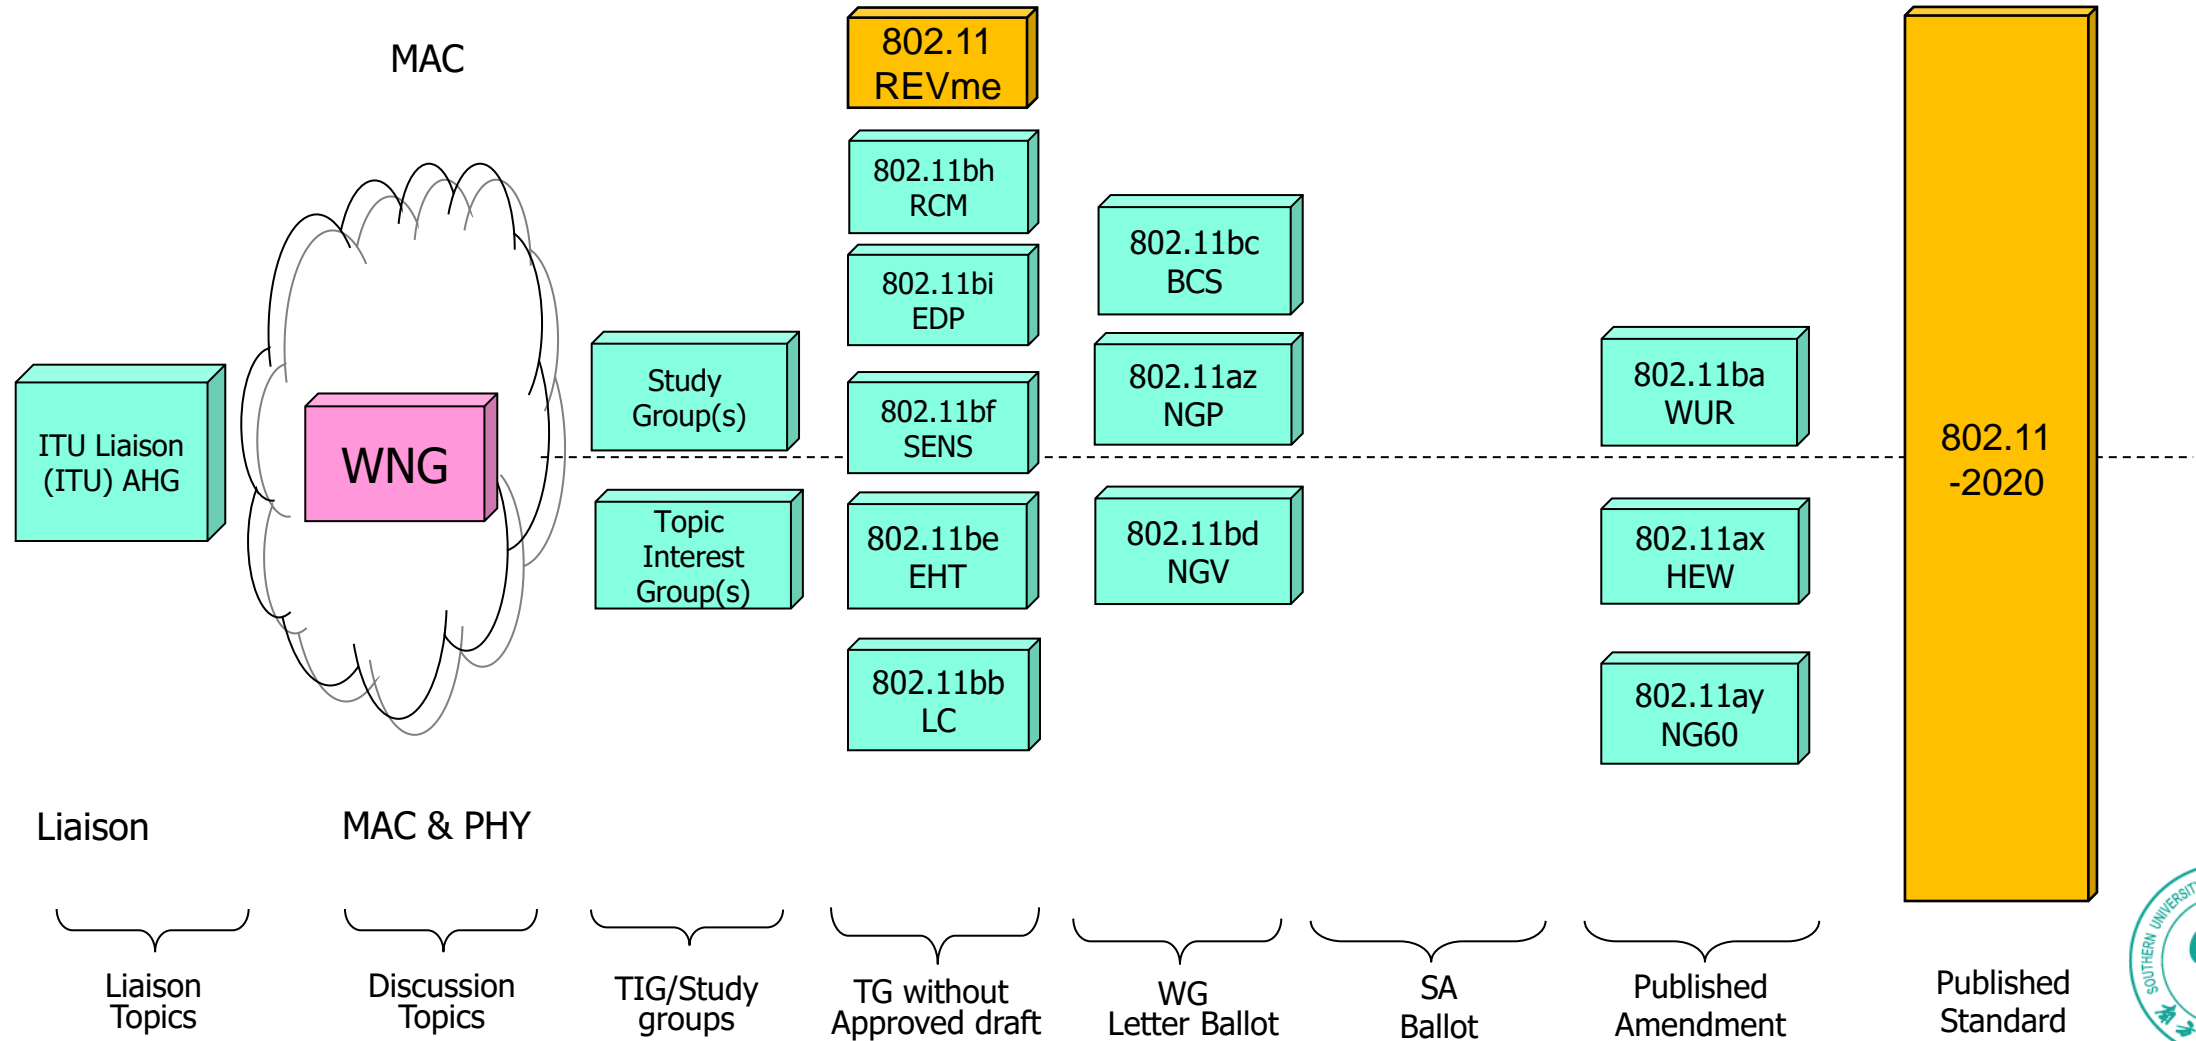 MAC
802.11
REVme
802.11bh
RCM
802.11bi
EDP
802.11bf
SENS
802.11be
EHT
802.11bb
LC
802.11bc
BCS
802.11az
NGP
802.11bd
NGV
802.11ba
WUR
802.11ax
HEW
802.11ay
NG60
802.11
-2020
ITU Liaison
(ITU) AHG
WNG
Study
Group(s)
Topic
Interest
Group(s)
Liaison
MAC & PHY
Liaison
Topics
Discussion
Topics
TIG/Study
groups
TG without
Approved draft
WG
Letter Ballot
SA
Ballot
Published
Amendment
Published
Standard
SOUTHERN UNIVERSITY